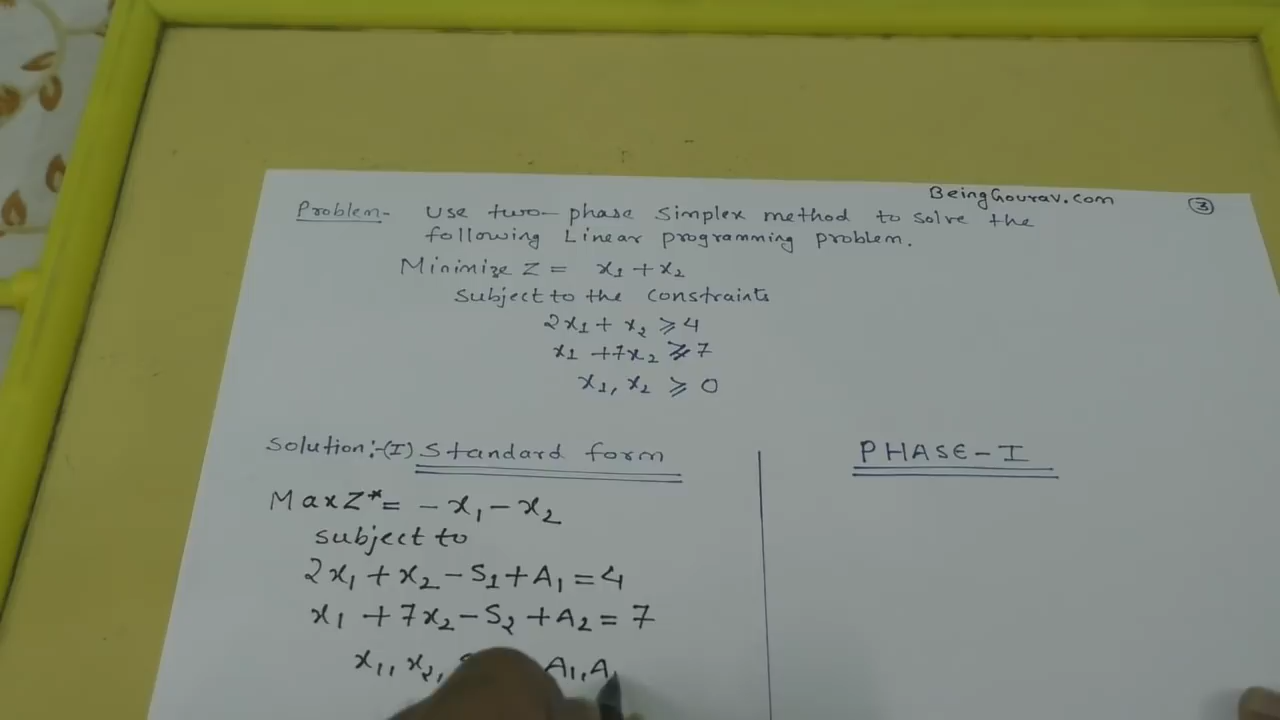 BeingGourav.com
③
Problem- Use two-phase simplex method to solve the
following Linear programming problem.
Minimize Z = x₁ + x₂
Subject to the constraints
2x₁ + x₂ ≥ 4
x₁ + 7x₂ ≥ 7
x₁, x₂ ≥ 0
Solution:-(I) Standard form
Max Z* = - x₁ - x₂
subject to
2x₁ + x₂ - S₁ + A₁ = 4
x₁ + 7x₂ - S₂ + A₂ = 7
x₁, x₂, A₁, A
PHASE-I